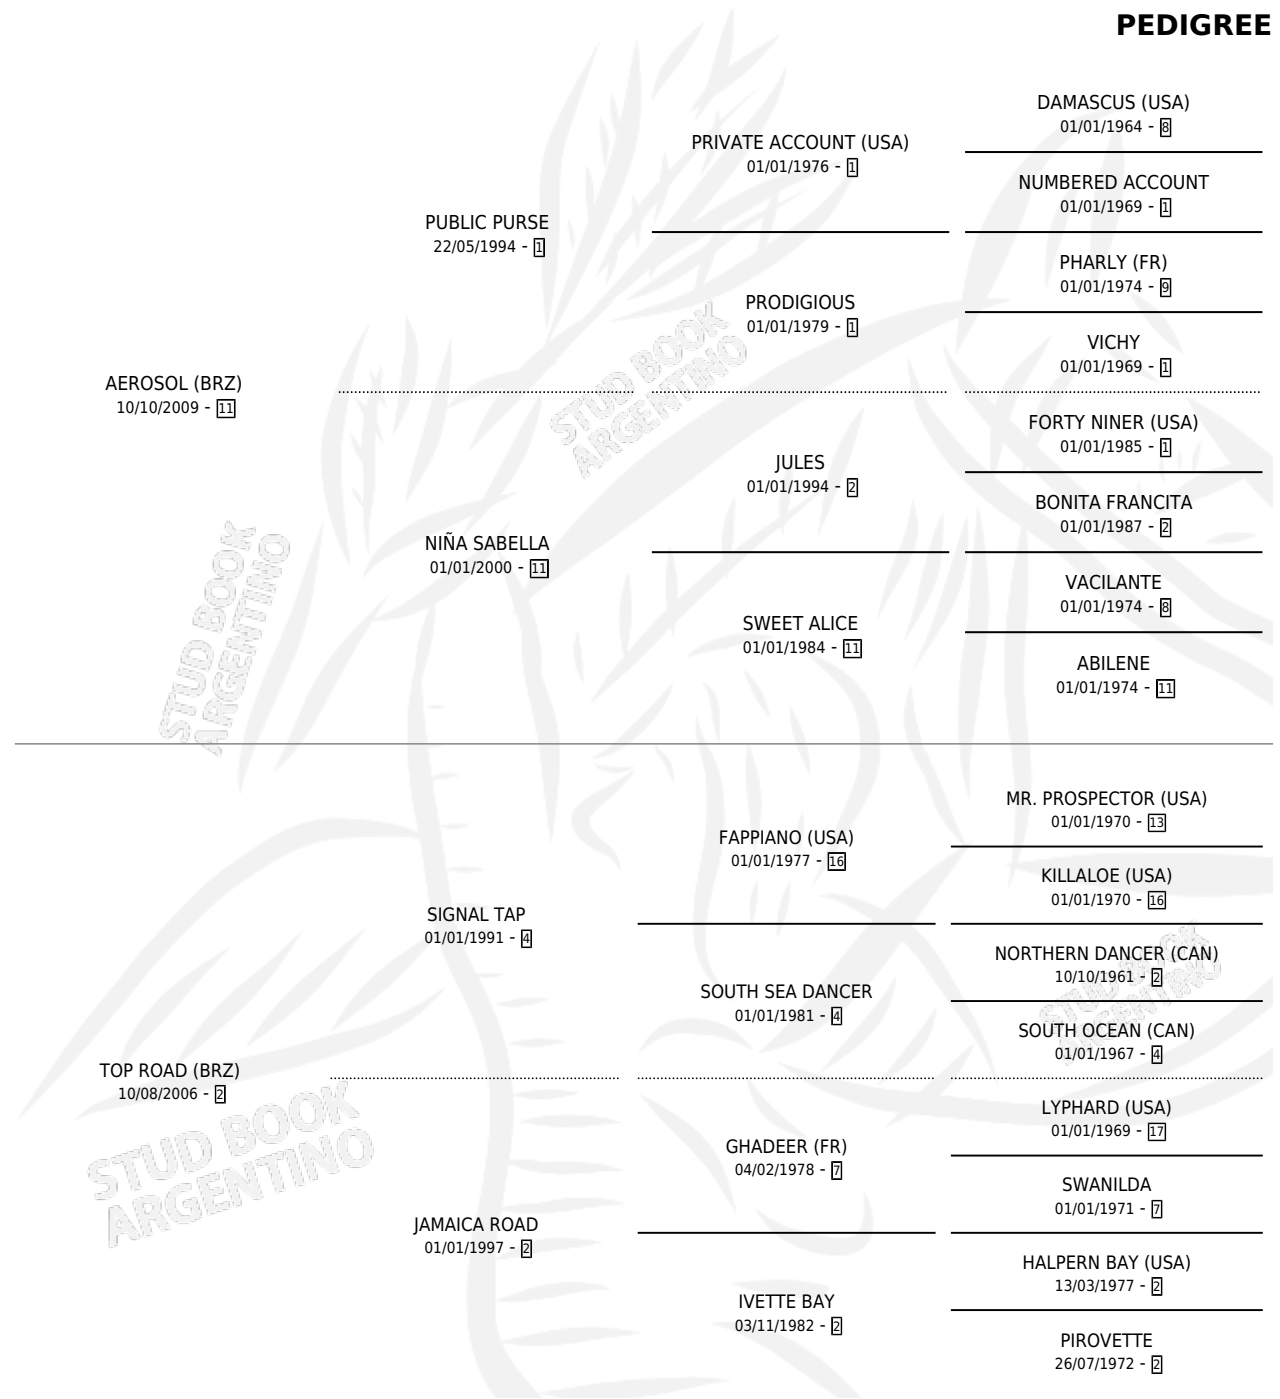 PEDIGREE
DAMASCUS (USA)
01/01/1964 - 8
PRIVATE ACCOUNT (USA)
01/01/1976 - 1
NUMBERED ACCOUNT
01/01/1969 - 1
PUBLIC PURSE
22/05/1994 - 1
PHARLY (FR)
01/01/1974 - 9
PRODIGIOUS
01/01/1979 - 1
VICHY
01/01/1969 - 1
AEROSOL (BRZ)
10/10/2009 - 11
FORTY NINER (USA)
01/01/1985 - 1
JULES
01/01/1994 - 2
BONITA FRANCITA
01/01/1987 - 2
NIÑA SABELLA
01/01/2000 - 11
VACILANTE
01/01/1974 - 8
SWEET ALICE
01/01/1984 - 11
ABILENE
01/01/1974 - 11
MR. PROSPECTOR (USA)
01/01/1970 - 13
FAPPIANO (USA)
01/01/1977 - 16
KILLALOE (USA)
01/01/1970 - 16
SIGNAL TAP
01/01/1991 - 4
NORTHERN DANCER (CAN)
10/10/1961 - 2
SOUTH SEA DANCER
01/01/1981 - 4
SOUTH OCEAN (CAN)
01/01/1967 - 4
TOP ROAD (BRZ)
10/08/2006 - 2
LYPHARD (USA)
01/01/1969 - 17
GHADEER (FR)
04/02/1978 - 7
SWANILDA
01/01/1971 - 7
JAMAICA ROAD
01/01/1997 - 2
HALPERN BAY (USA)
13/03/1977 - 2
IVETTE BAY
03/11/1982 - 2
PIROVETTE
26/07/1972 - 2
STUD BOOK
ARGENTINO
STUD BOOK
ARGENTINO
STUD BOOK
ARGENTINO
STUD BOOK
ARGENTINO